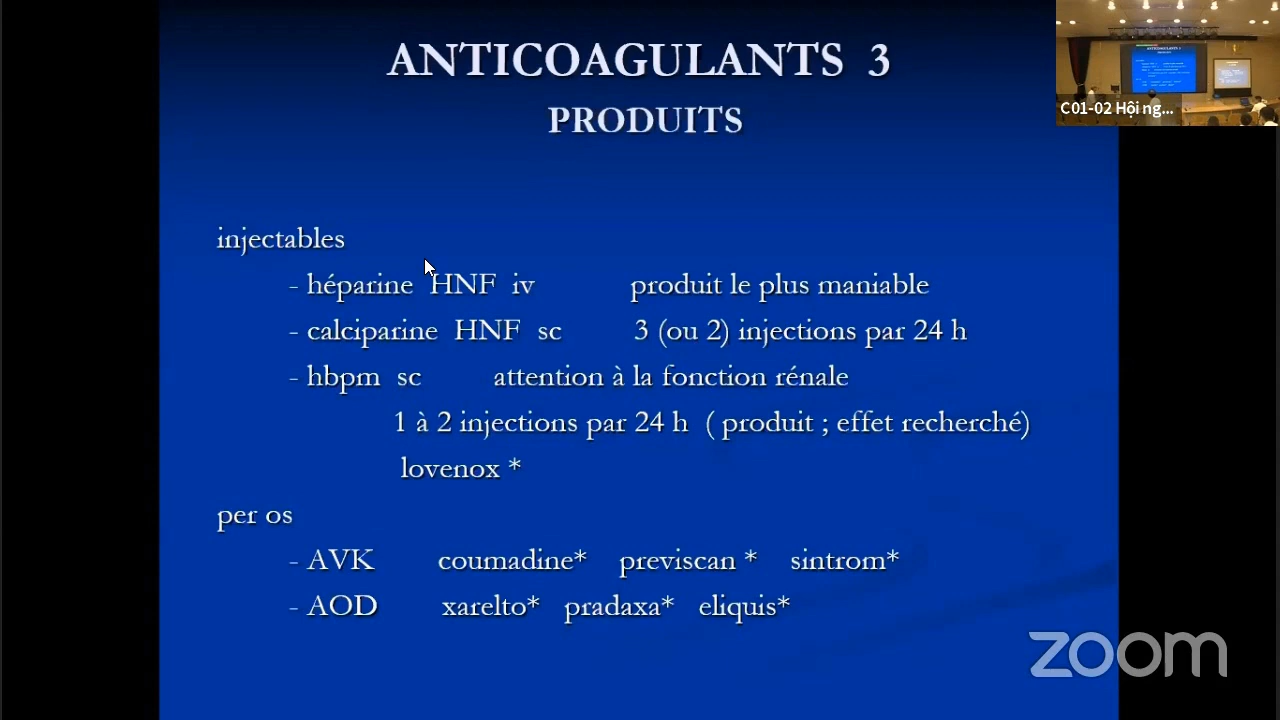 ANTICOAGULANTS 3
PRODUITS
C01-02 Hội ng...
injectables
- héparine HNF iv produit le plus maniable
- calciparine HNF sc 3 (ou 2) injections par 24 h
- hbpm sc attention à la fonction rénale
1 à 2 injections par 24 h ( produit ; effet recherché)
lovenox *
per os
- AVK coumadine* previscan * sintrom*
- AOD xarelto* pradaxa* eliquis*
zoom